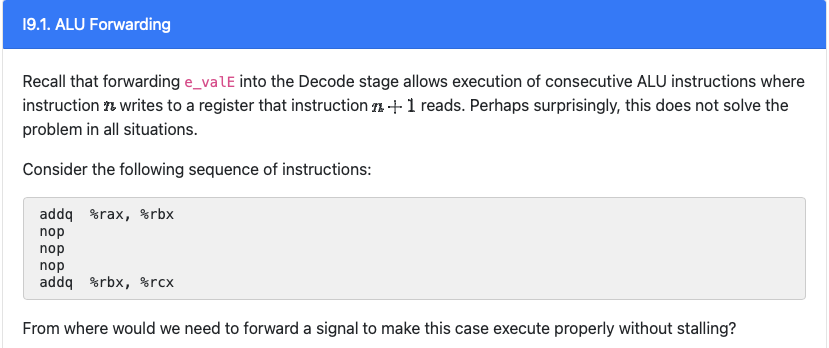 I9.1. ALU Forwarding
Recall that forwarding e_valE into the Decode stage allows execution of consecutive ALU instructions where
instruction n writes to a register that instruction n + 1 reads. Perhaps surprisingly, this does not solve the
problem in all situations.
Consider the following sequence of instructions:
addq  %rax, %rbx
nop
nop
nop
addq  %rbx, %rcx
From where would we need to forward a signal to make this case execute properly without stalling?